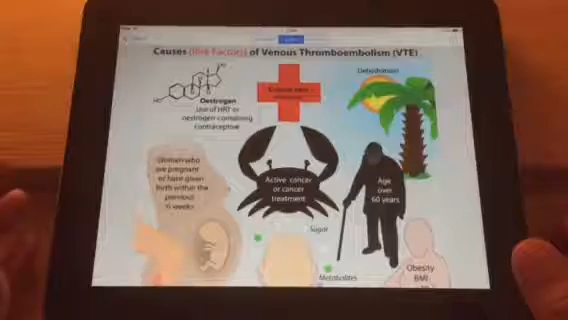 Causes (Risk Factors) of Venous Thromboembolism (VTE)
OH
HO
Oestrogen
use of HRT or
oestrogen-containing
contraceptive
Dehydration
Women who
are pregnant
or have given
birth within the
previous
6 weeks
Active cancer
or cancer
treatment
Age
over
60 years
Sugar
Metabolites
Obesity
BMI